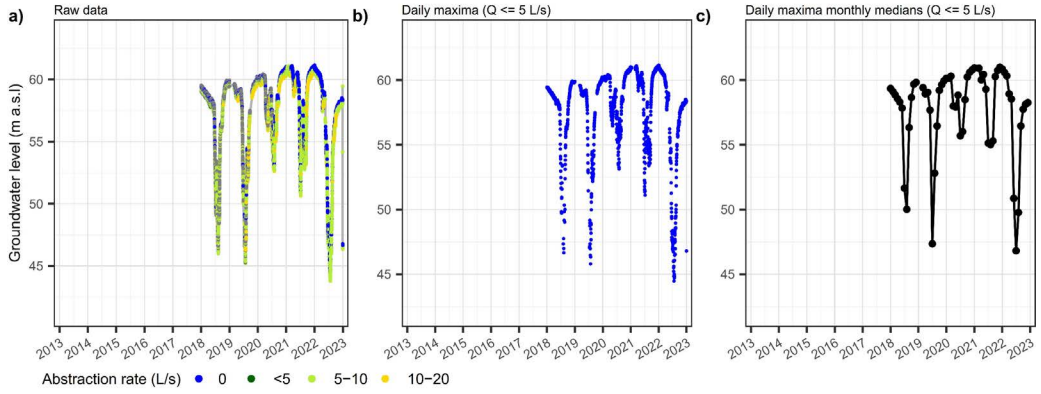 a) Raw data
b) Daily maxima (Q <= 5 L/s)
c) Daily maxima monthly medians (Q <= 5 L/s)
Groundwater level (m a.s.l)
60
55
50
45
2013 2014 2015 2016 2017 2018 2019 2020 2021 2022 2023
60
55
50
45
2013 2014 2015 2016 2017 2018 2019 2020 2021 2022 2023
60
55
50
45
2013 2014 2015 2016 2017 2018 2019 2020 2021 2022 2023
Abstraction rate (L/s) 0 <5 5−10 10−20